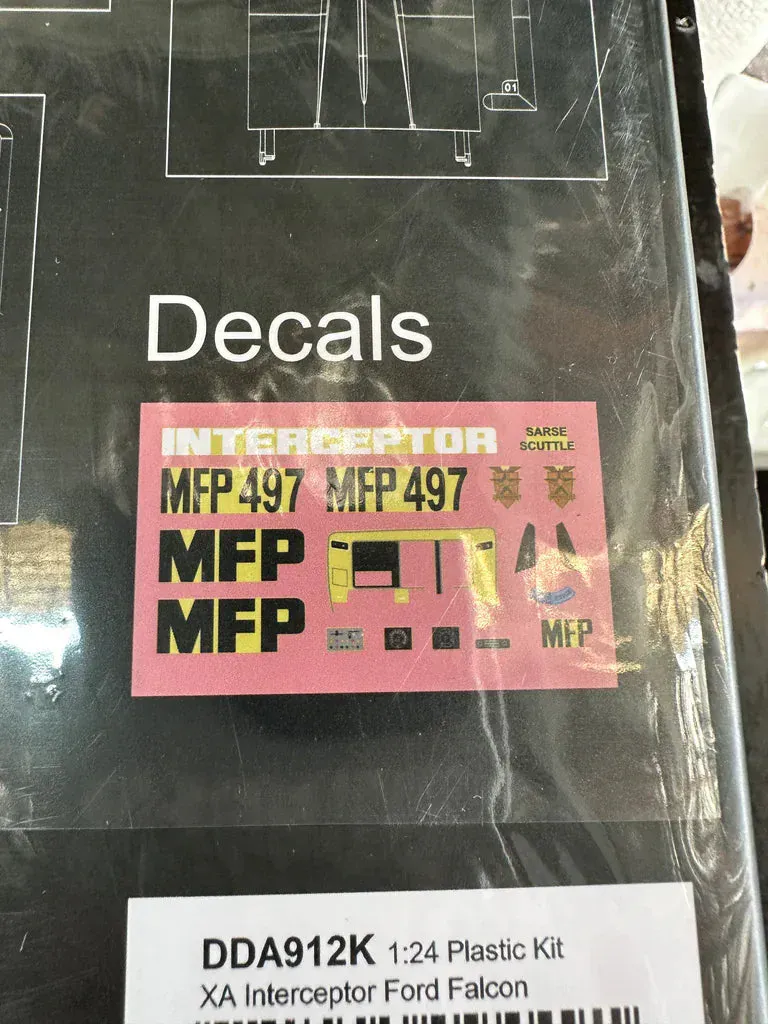 01
Decals
INTERCEPTOR
SARSE
SCUTTLE
MFP 497 MFP 497
MFP
MFP
MFP
DDA912K 1:24 Plastic Kit
XA Interceptor Ford Falcon